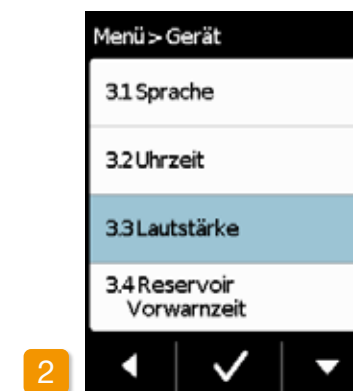 Menü > Gerät
3.1 Sprache
3.2 Uhrzeit
3.3 Lautstärke
3.4 Reservoir
Vorwarnzeit
2